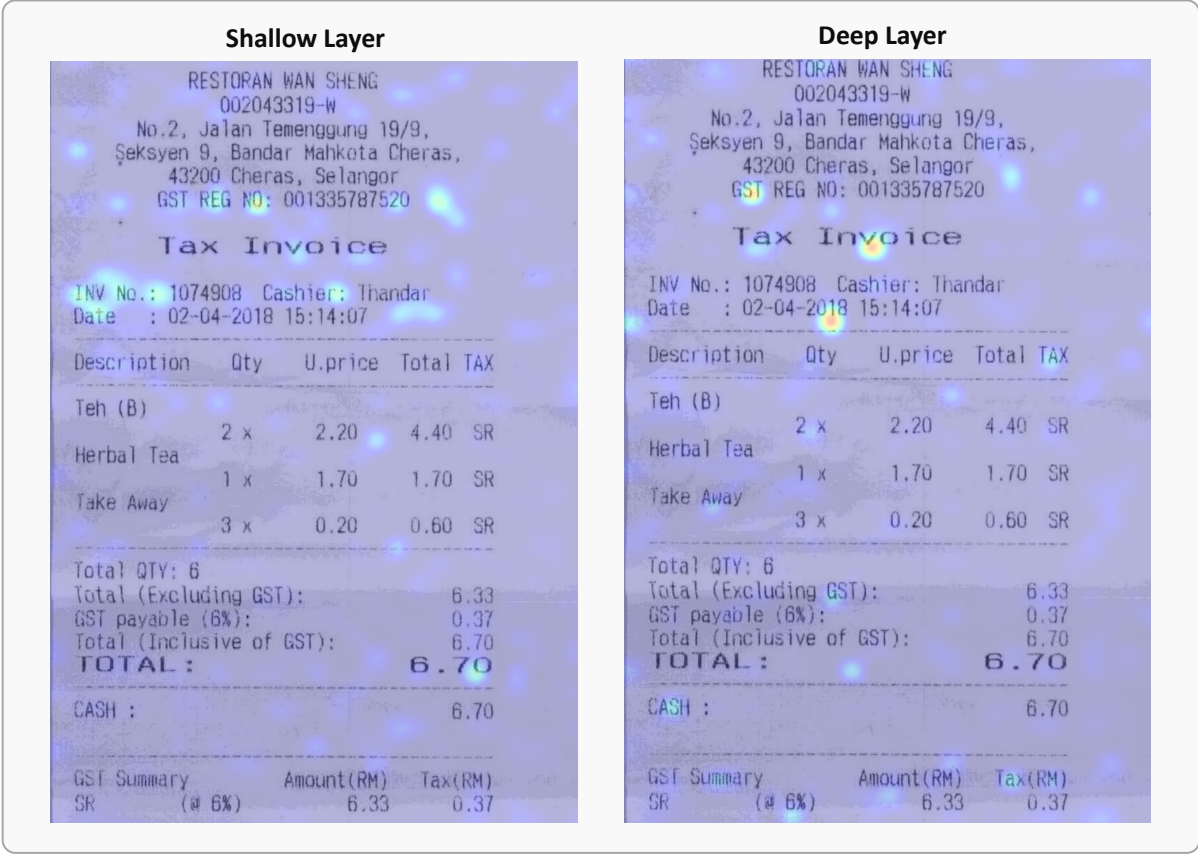 Shallow Layer
RESTORAN WAN SHENG
002043319-W
No.2, Jalan Temenggung 19/9,
Seksyen 9, Bandar Mahkota Cheras,
43200 Cheras, Selangor
GST REG NO: 001335787520
Tax Invoice
INV No.: 1074908 Cashier: Thandar
Date : 02-04-2018 15:14:07
Description Qty U.price Total TAX
Teh (B)
2 x 2.20 4.40 SR
Herbal Tea
1 x 1.70 1.70 SR
Take Away
3 x 0.20 0.60 SR
Total QTY: 6
Total (Excluding GST): 6.33
GST payable (6%): 0.37
Total (Inclusive of GST): 6.70
TOTAL: 6.70
CASH : 6.70
GST Summary Amount(RM) Tax(RM)
SR (@ 6%) 6.33 0.37
Deep Layer
RESTORAN WAN SHENG
002043319-W
No.2, Jalan Temenggung 19/9,
Seksyen 9, Bandar Mahkota Cheras,
43200 Cheras, Selangor
GST REG NO: 001335787520
Tax Invoice
INV No.: 1074908 Cashier: Thandar
Date : 02-04-2018 15:14:07
Description Qty U.price Total TAX
Teh (B)
2 x 2.20 4.40 SR
Herbal Tea
1 x 1.70 1.70 SR
Take Away
3 x 0.20 0.60 SR
Total QTY: 6
Total (Excluding GST): 6.33
GST payable (6%): 0.37
Total (Inclusive of GST): 6.70
TOTAL: 6.70
CASH : 6.70
GST Summary Amount(RM) Tax(RM)
SR (@ 6%) 6.33 0.37